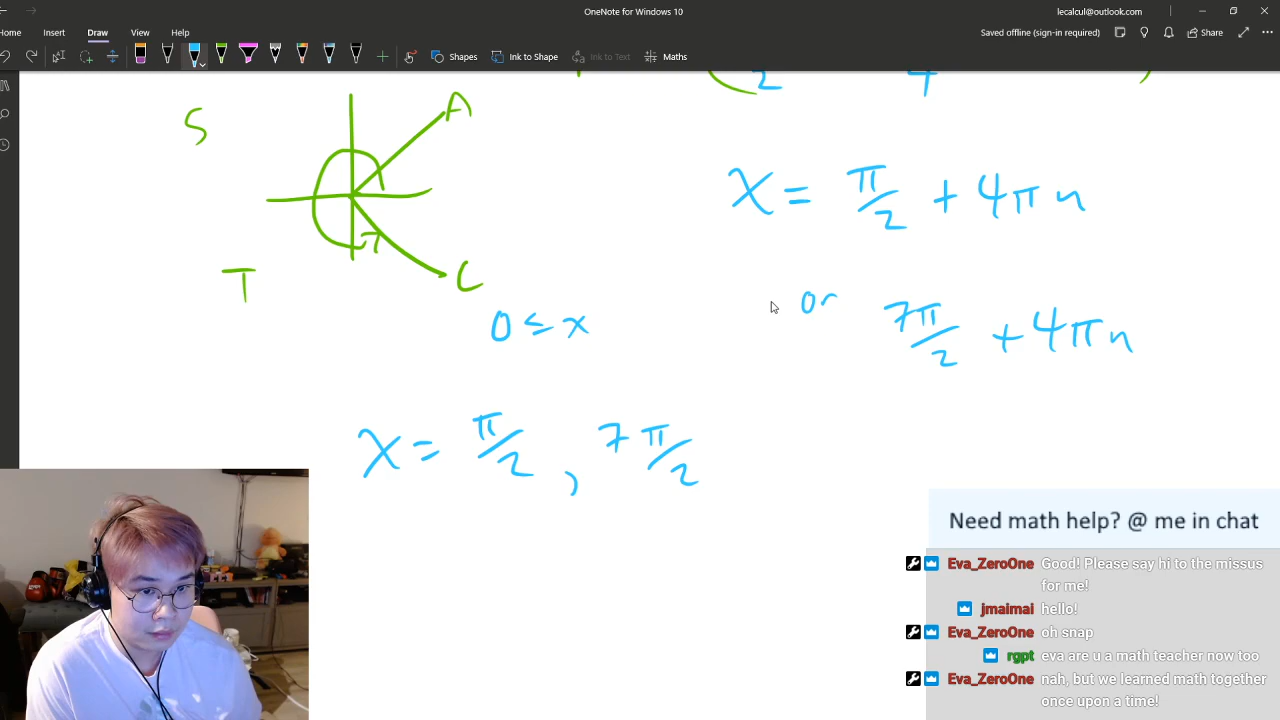 OneNote for Windows 10
lecalcul@outlook.com
Home Insert Draw View Help
Saved offline (sign-in required)
Share
Shapes Ink to Shape Ink to Text Maths
2 4
S A
T C
x = π/2 + 4πn
or 7π/2 + 4πn
0 ≤ x
x = π/2 , 7π/2
Need math help? @ me in chat
Eva_ZeroOne Good! Please say hi to the missus
for me!
jmaimai hello!
Eva_ZeroOne oh snap
rgpt eva are u a math teacher now too
Eva_ZeroOne nah, but we learned math together
once upon a time!